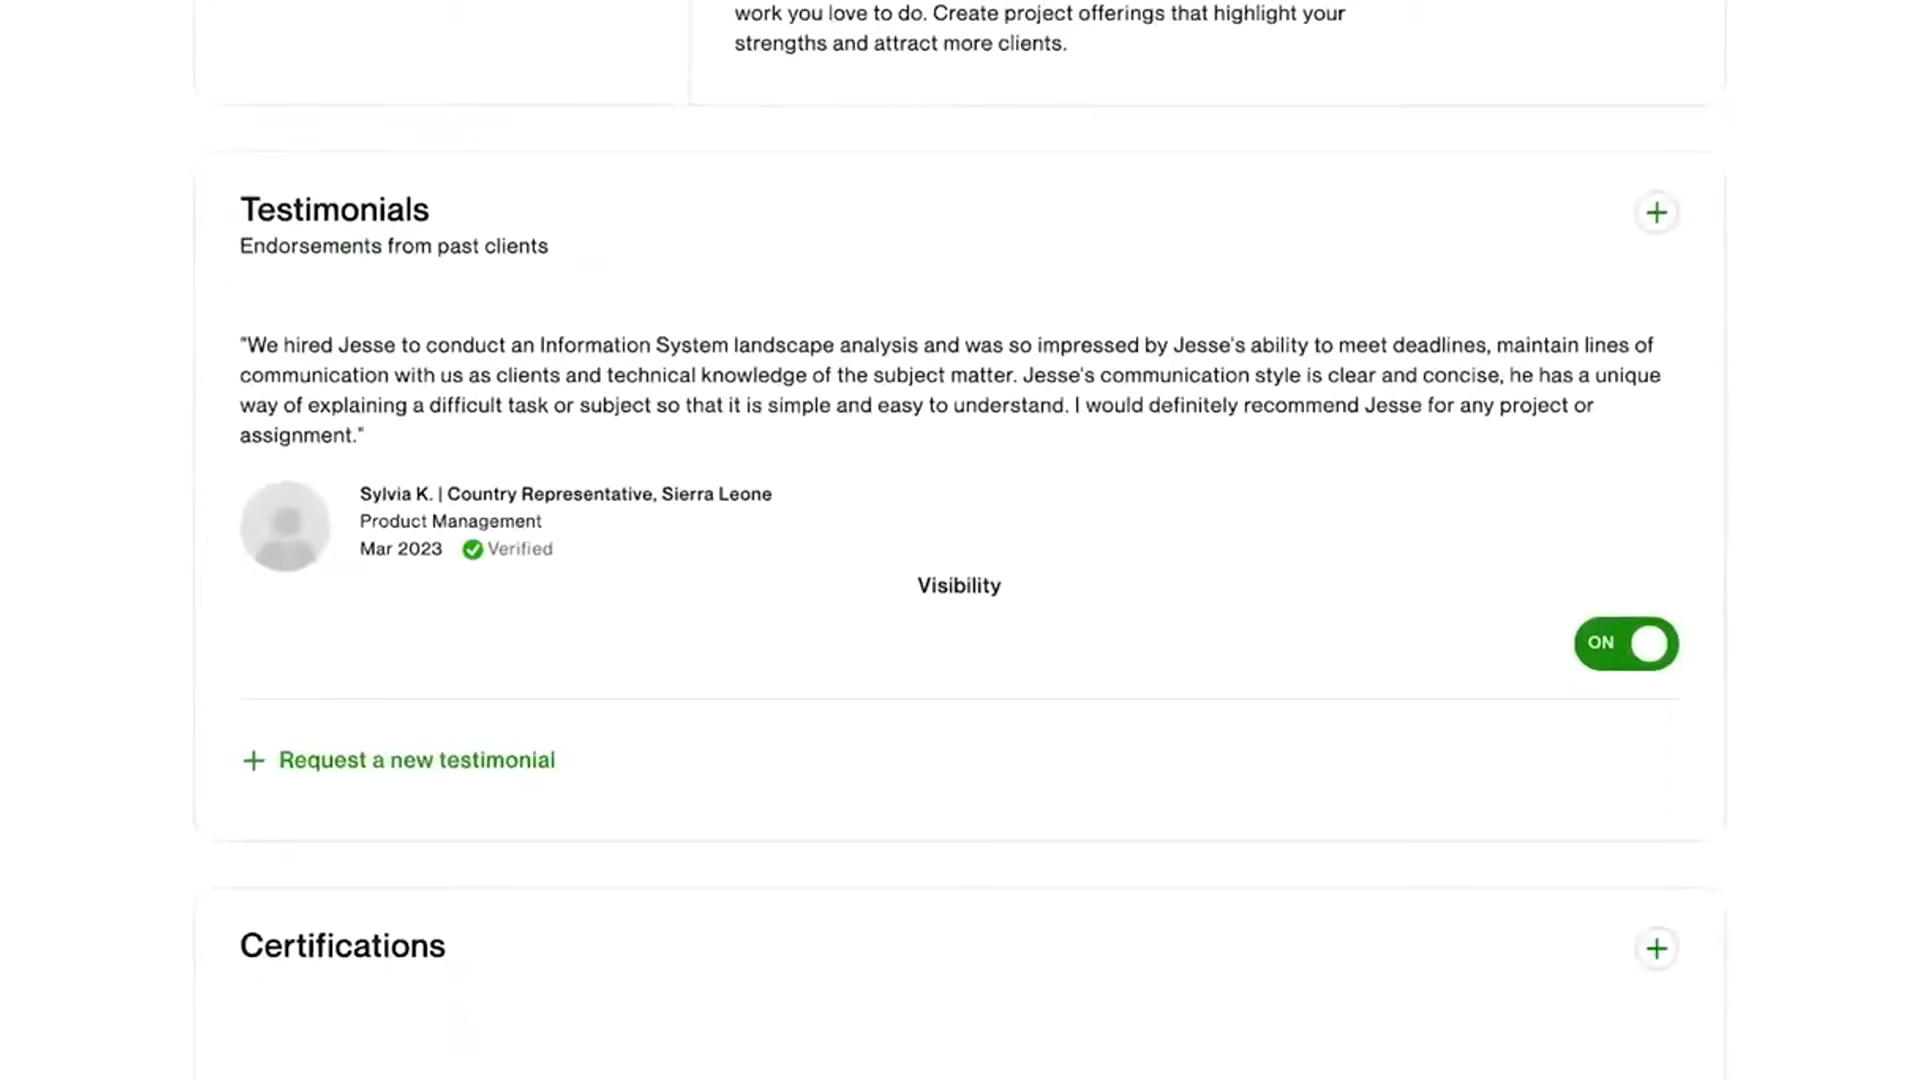 work you love to do. Create project offerings that highlight your
strengths and attract more clients.
Testimonials
Endorsements from past clients
"We hired Jesse to conduct an Information System landscape analysis and was so impressed by Jesse's ability to meet deadlines, maintain lines of
communication with us as clients and technical knowledge of the subject matter. Jesse's communication style is clear and concise, he has a unique
way of explaining a difficult task or subject so that it is simple and easy to understand. I would definitely recommend Jesse for any project or
assignment."
Sylvia K. | Country Representative, Sierra Leone
Product Management
Mar 2023 Verified
Visibility
ON
+ Request a new testimonial
Certifications